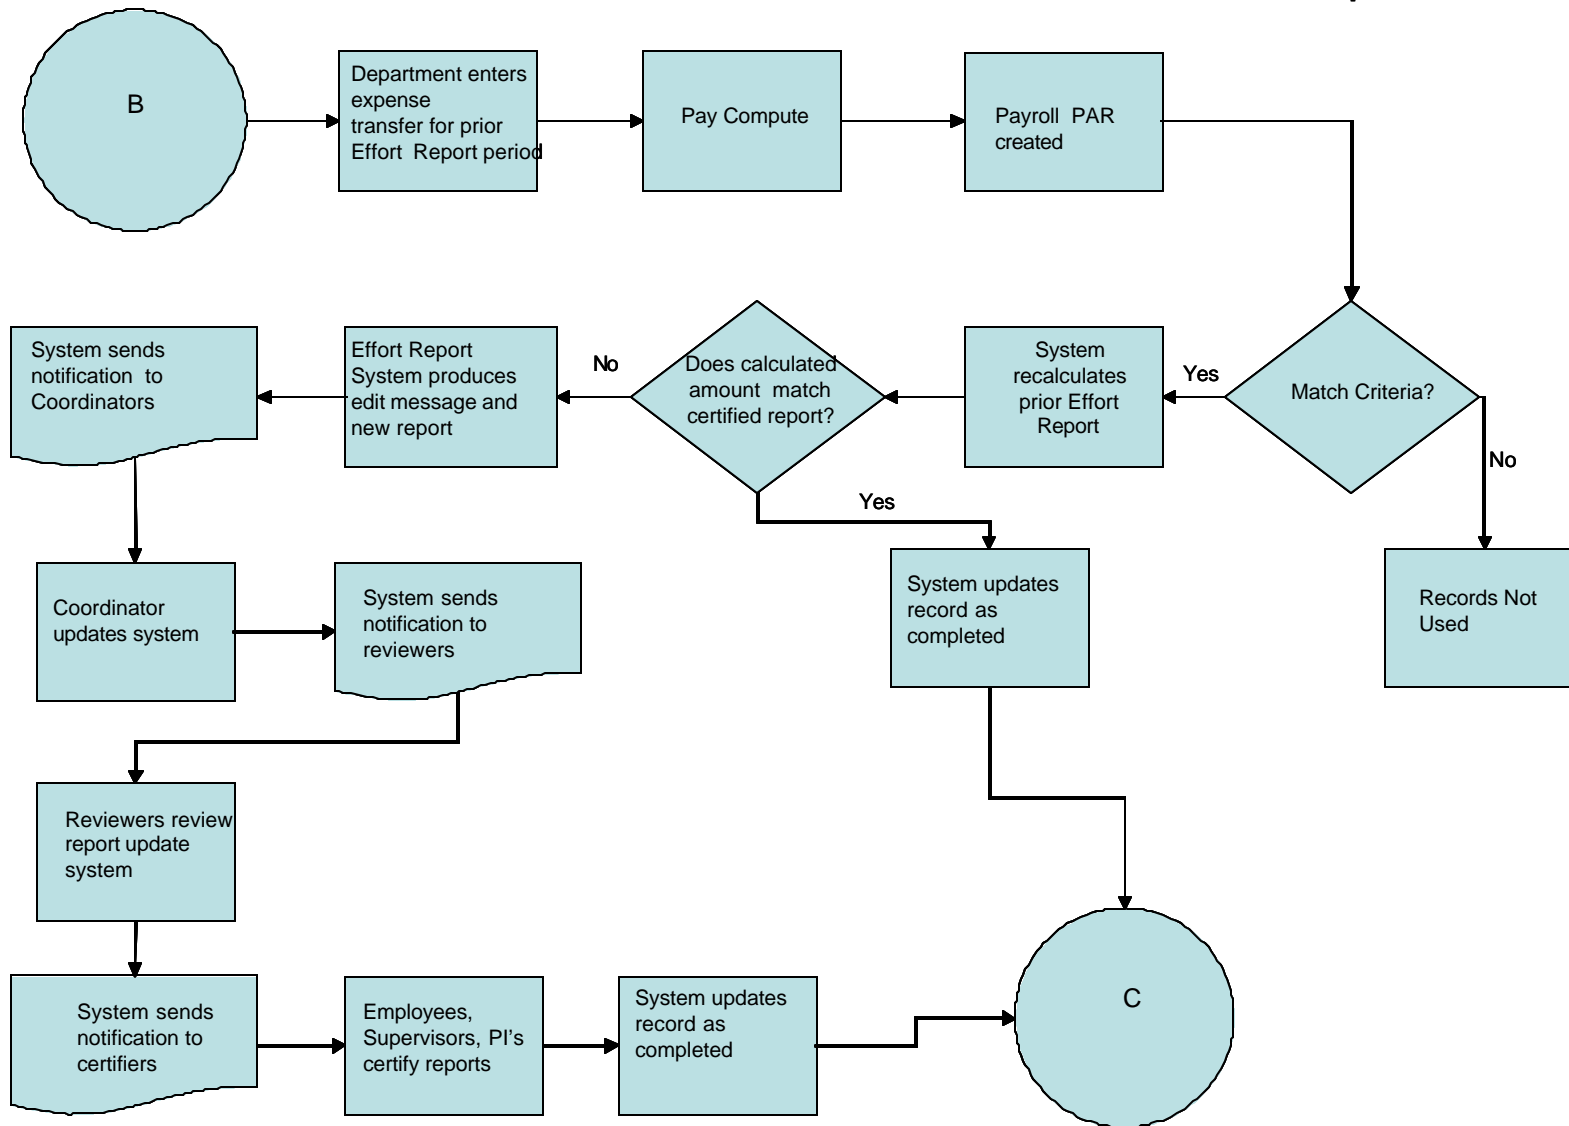 B
Department enters
expense
transfer for prior
Effort Report period
Pay Compute
Payroll PAR
created
System sends
notification to
Coordinators
Effort Report
System produces
edit message and
new report
No
Does calculated
amount match
certified report?
System
recalculates
prior Effort
Report
Yes
Match Criteria?
No
Yes
Coordinator
updates system
System sends
notification to
reviewers
System updates
record as
completed
Records Not
Used
Reviewers review
report update
system
System sends
notification to
certifiers
Employees,
Supervisors, PI's
certify reports
System updates
record as
completed
C